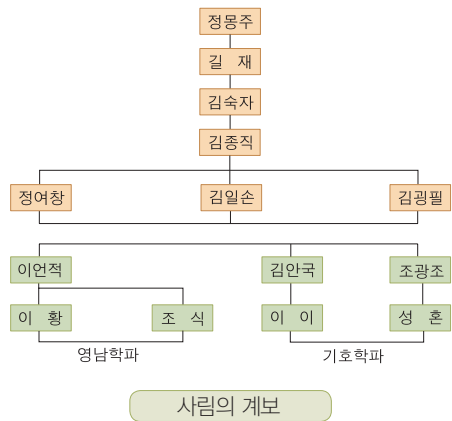 정몽주
길 재
김숙자
김종직
정여창 김일손 김굉필
이언적 김안국 조광조
이 황 조 식 이 이 성 혼
영남학파 기호학파
사림의 계보